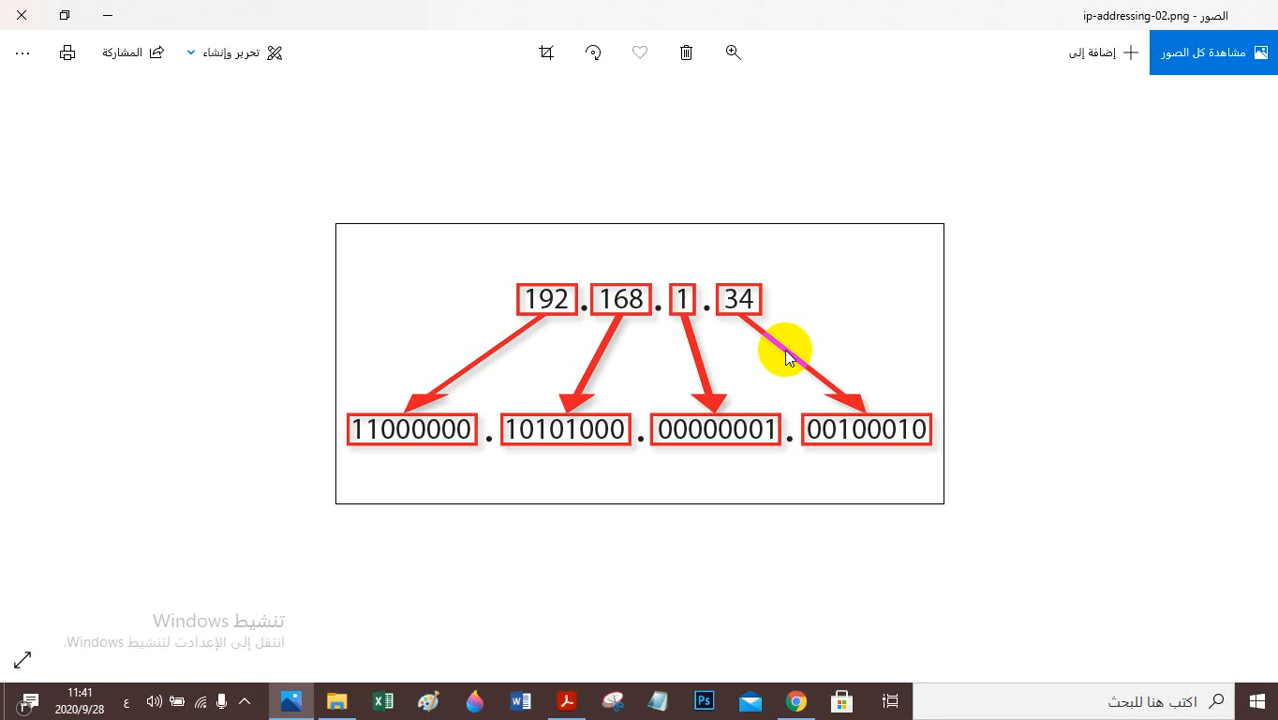 الصور - ip-addressing-02.png
مشاهدة كل الصور
إضافة إلى
تحرير وإنشاء
المشاركة
192.168.1.34
11000000.10101000.00000001.00100010
تنشيط Windows
انتقل إلى الإعدادت لتنشيط Windows.
اكتب هنا للبحث
ع
11:41
2020/9/28